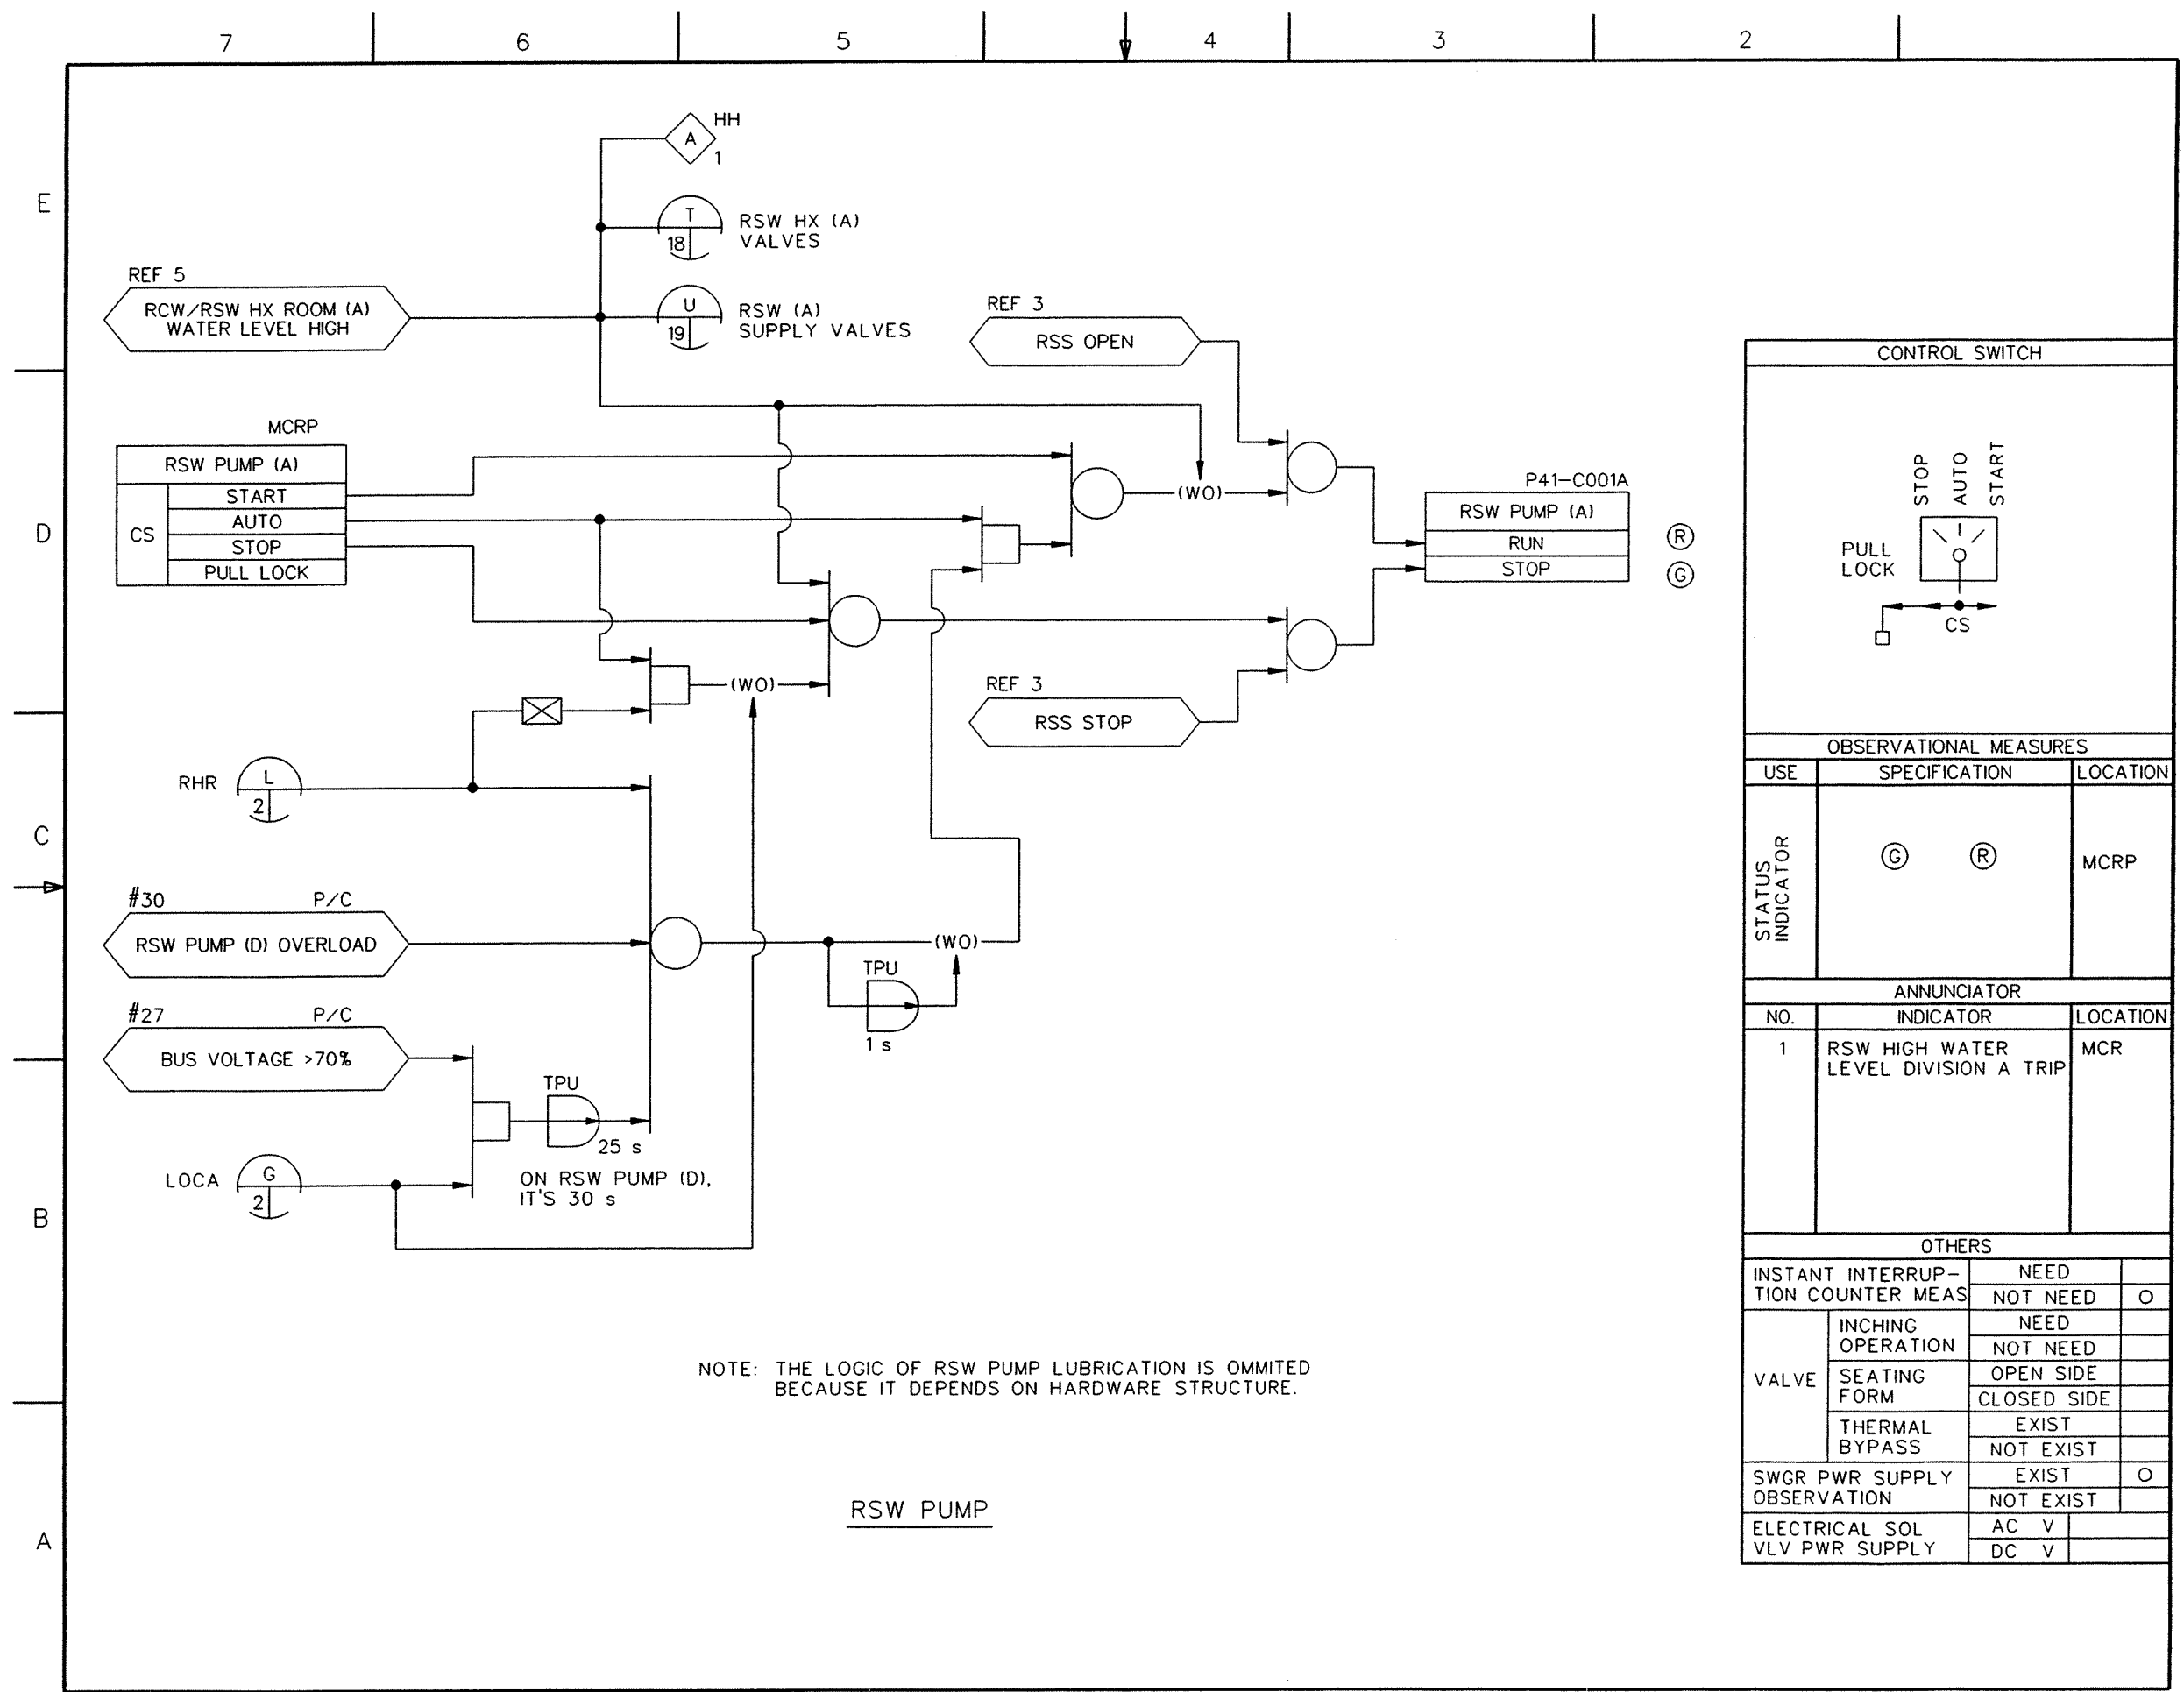 7 6 5 4 3 2
E
D
C
B
A
A
HH
1
T
18
RSW HX (A)
VALVES
REF 5
RCW/RSW HX ROOM (A)
WATER LEVEL HIGH
U
19
RSW (A)
SUPPLY VALVES
REF 3
RSS OPEN
MCRP
RSW PUMP (A)
CS
START
AUTO
STOP
PULL LOCK
(WO)
P41-C001A
RSW PUMP (A)
RUN
STOP
R
G
(WO)
REF 3
RSS STOP
RHR
L
2
#30 P/C
RSW PUMP (D) OVERLOAD
(WO)
TPU
1 s
#27 P/C
BUS VOLTAGE >70%
TPU
25 s
ON RSW PUMP (D),
IT'S 30 s
LOCA
G
2
NOTE: THE LOGIC OF RSW PUMP LUBRICATION IS OMMITED
BECAUSE IT DEPENDS ON HARDWARE STRUCTURE.
RSW PUMP
CONTROL SWITCH
STOP
AUTO
START
PULL
LOCK
CS
OBSERVATIONAL MEASURES
USE SPECIFICATION LOCATION
STATUS
INDICATOR
G R
MCRP
ANNUNCIATOR
NO. INDICATOR LOCATION
1 RSW HIGH WATER MCR
LEVEL DIVISION A TRIP
OTHERS
INSTANT INTERRUP-
TION COUNTER MEAS
NEED
NOT NEED O
VALVE
INCHING
OPERATION
NEED
NOT NEED
SEATING
FORM
OPEN SIDE
CLOSED SIDE
THERMAL
BYPASS
EXIST
NOT EXIST
SWGR PWR SUPPLY
OBSERVATION
EXIST O
NOT EXIST
ELECTRICAL SOL
VLV PWR SUPPLY
AC V
DC V